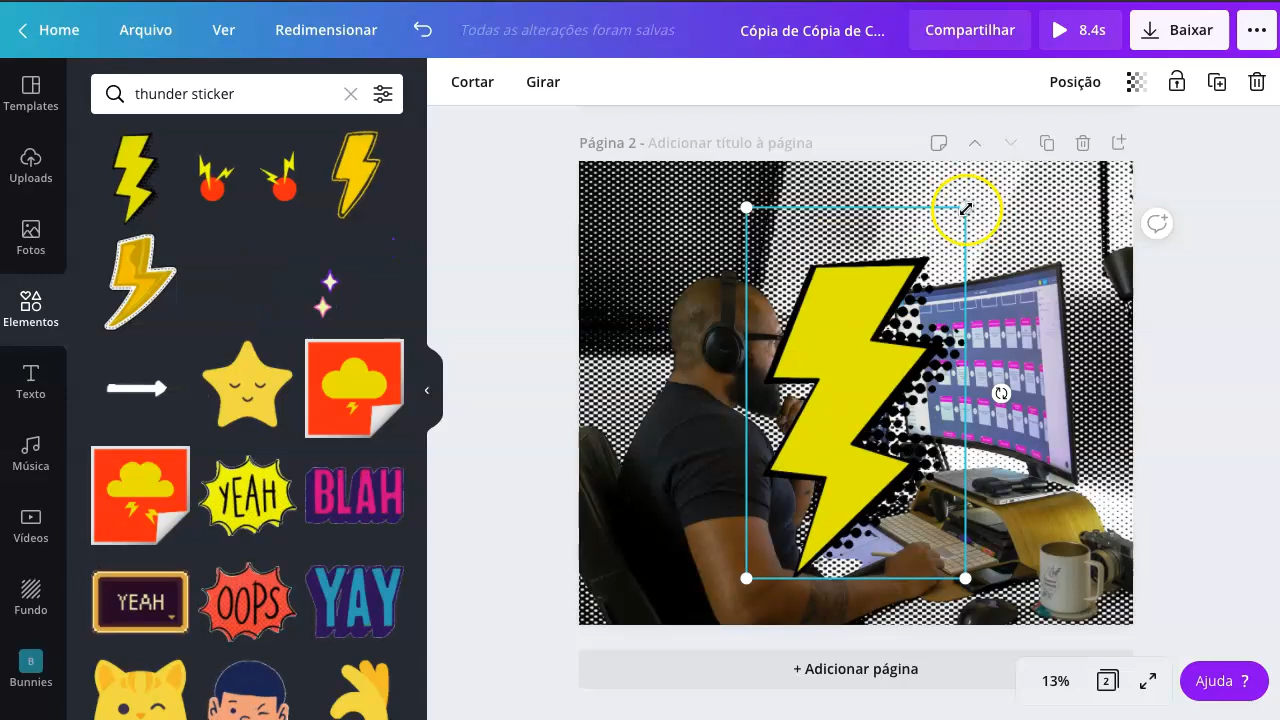 Home
Arquivo
Ver
Redimensionar
Todas as alterações foram salvas
Cópia de Cópia de C...
Compartilhar
8.4s
Baixar
thunder sticker
Cortar
Girar
Posição
Templates
Uploads
Fotos
Elementos
Texto
Música
Vídeos
Fundo
B
Bunnies
YEAH
BLAH
YEAH
OOPS
YAY
Página 2 - Adicionar título à página
+ Adicionar página
13%
2
Ajuda ?